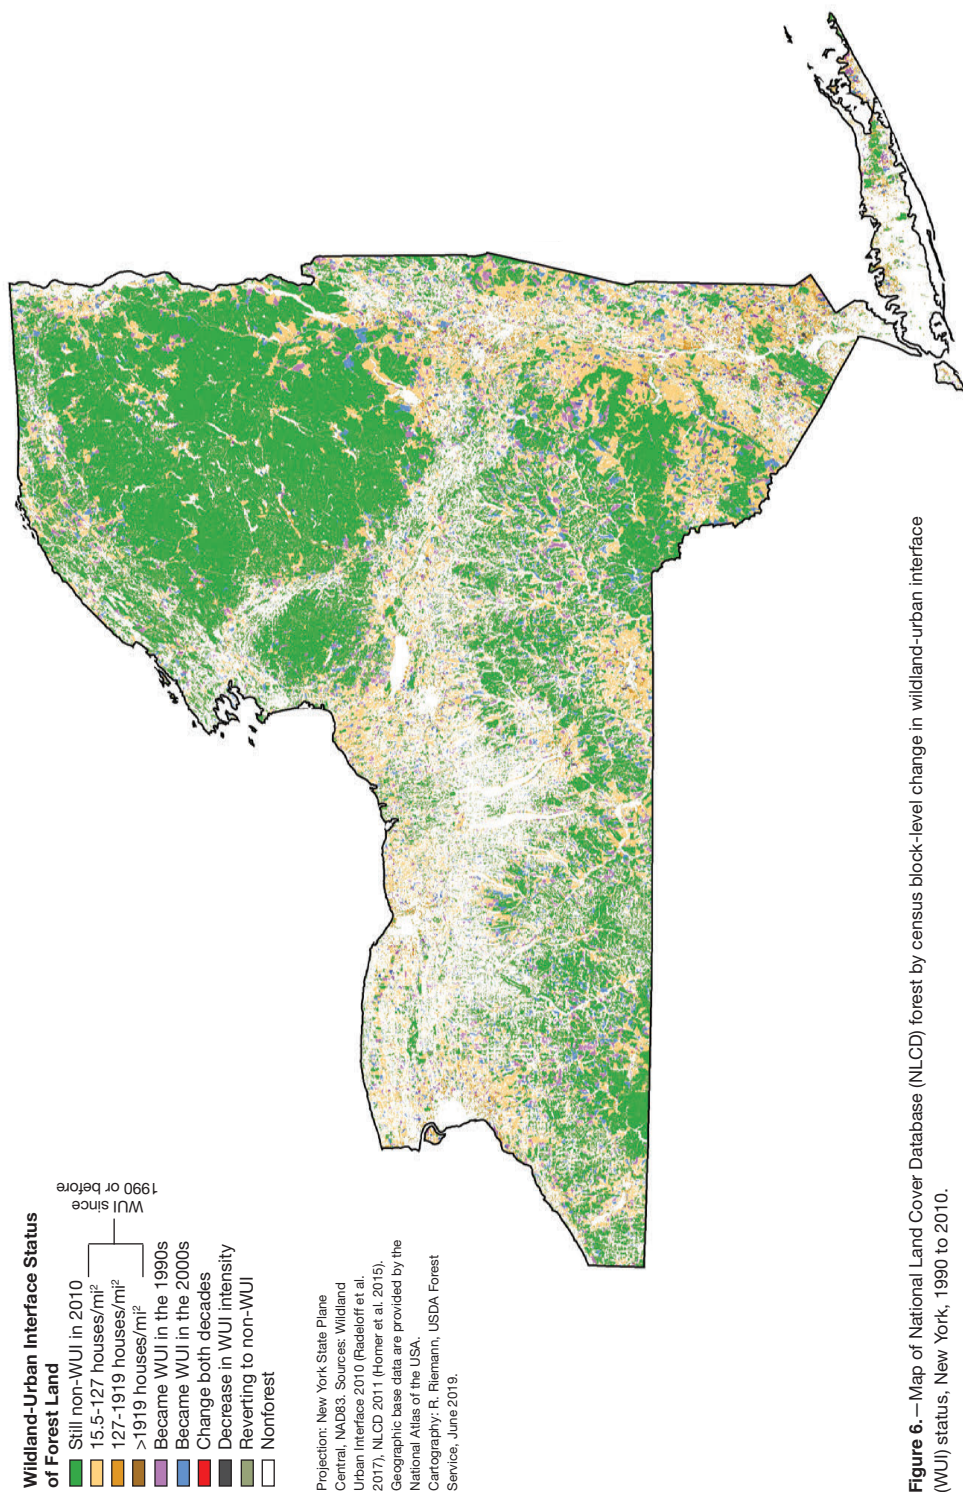 Wildland-Urban Interface Status
of Forest Land
Still non-WUI in 2010
15.5-127 houses/mi²
127-1919 houses/mi²
>1919 houses/mi²
WUI since
1990 or before
Became WUI in the 1990s
Became WUI in the 2000s
Change both decades
Decrease in WUI intensity
Reverting to non-WUI
Nonforest
Projection: New York State Plane
Central, NAD83. Sources: Wildland
Urban Interface 2010 (Radeloff et al.
2017), NLCD 2011 (Homer et al. 2015).
Geographic base data are provided by the
National Atlas of the USA.
Cartography: R. Riemann, USDA Forest
Service, June 2019.
Figure 6.—Map of National Land Cover Database (NLCD) forest by census block-level change in wildland-urban interface
(WUI) status, New York, 1990 to 2010.